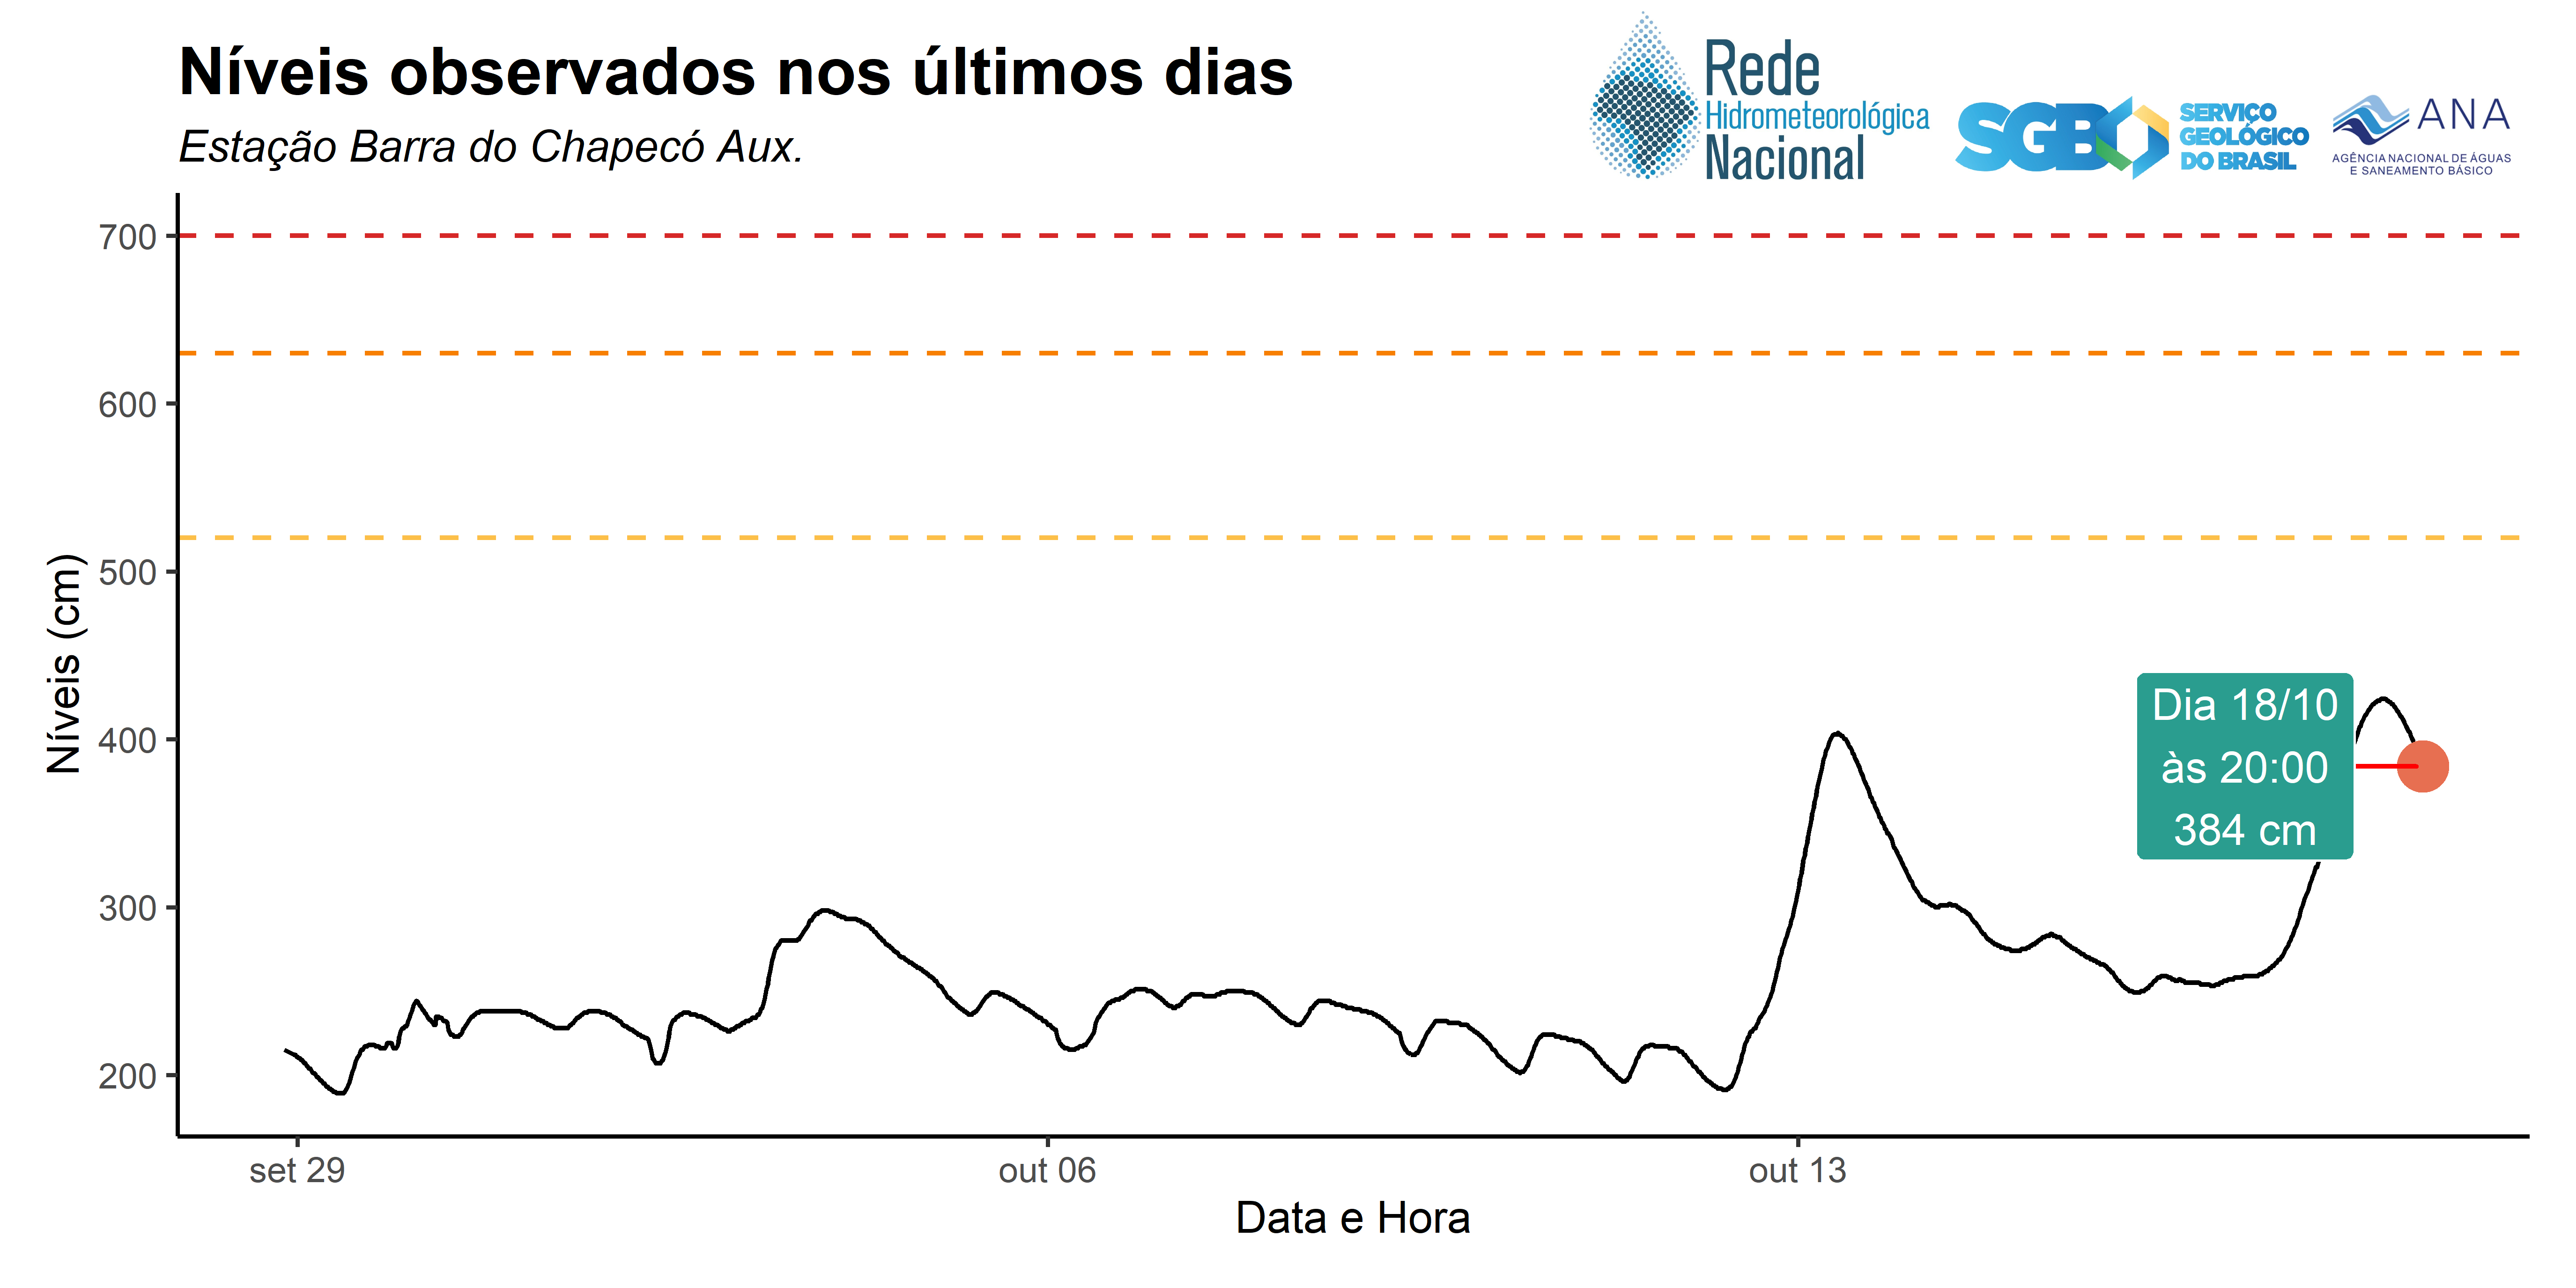 Níveis observados nos últimos dias
Estação Barra do Chapecó Aux.
Rede
Hidrometeorológica
Nacional
SGB
SERVIÇO
GEOLÓGICO
DO BRASIL
ANA
AGÊNCIA NACIONAL DE ÁGUAS
E SANEAMENTO BÁSICO
Níveis (cm)
700
600
500
400
300
200
Dia 18/10
às 20:00
384 cm
set 29
out 06
out 13
Data e Hora